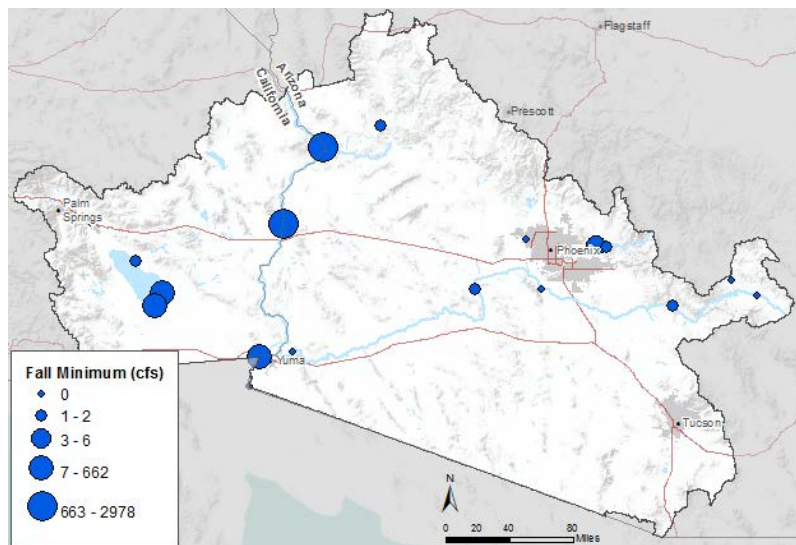 Flagstaff
Arizona
California
Prescott
Palm
Springs
Phoenix
Yuma
Tucson
Fall Minimum (cfs)
0
1 - 2
3 - 6
7 - 662
663 - 2978
N
0 20 40 80
Miles